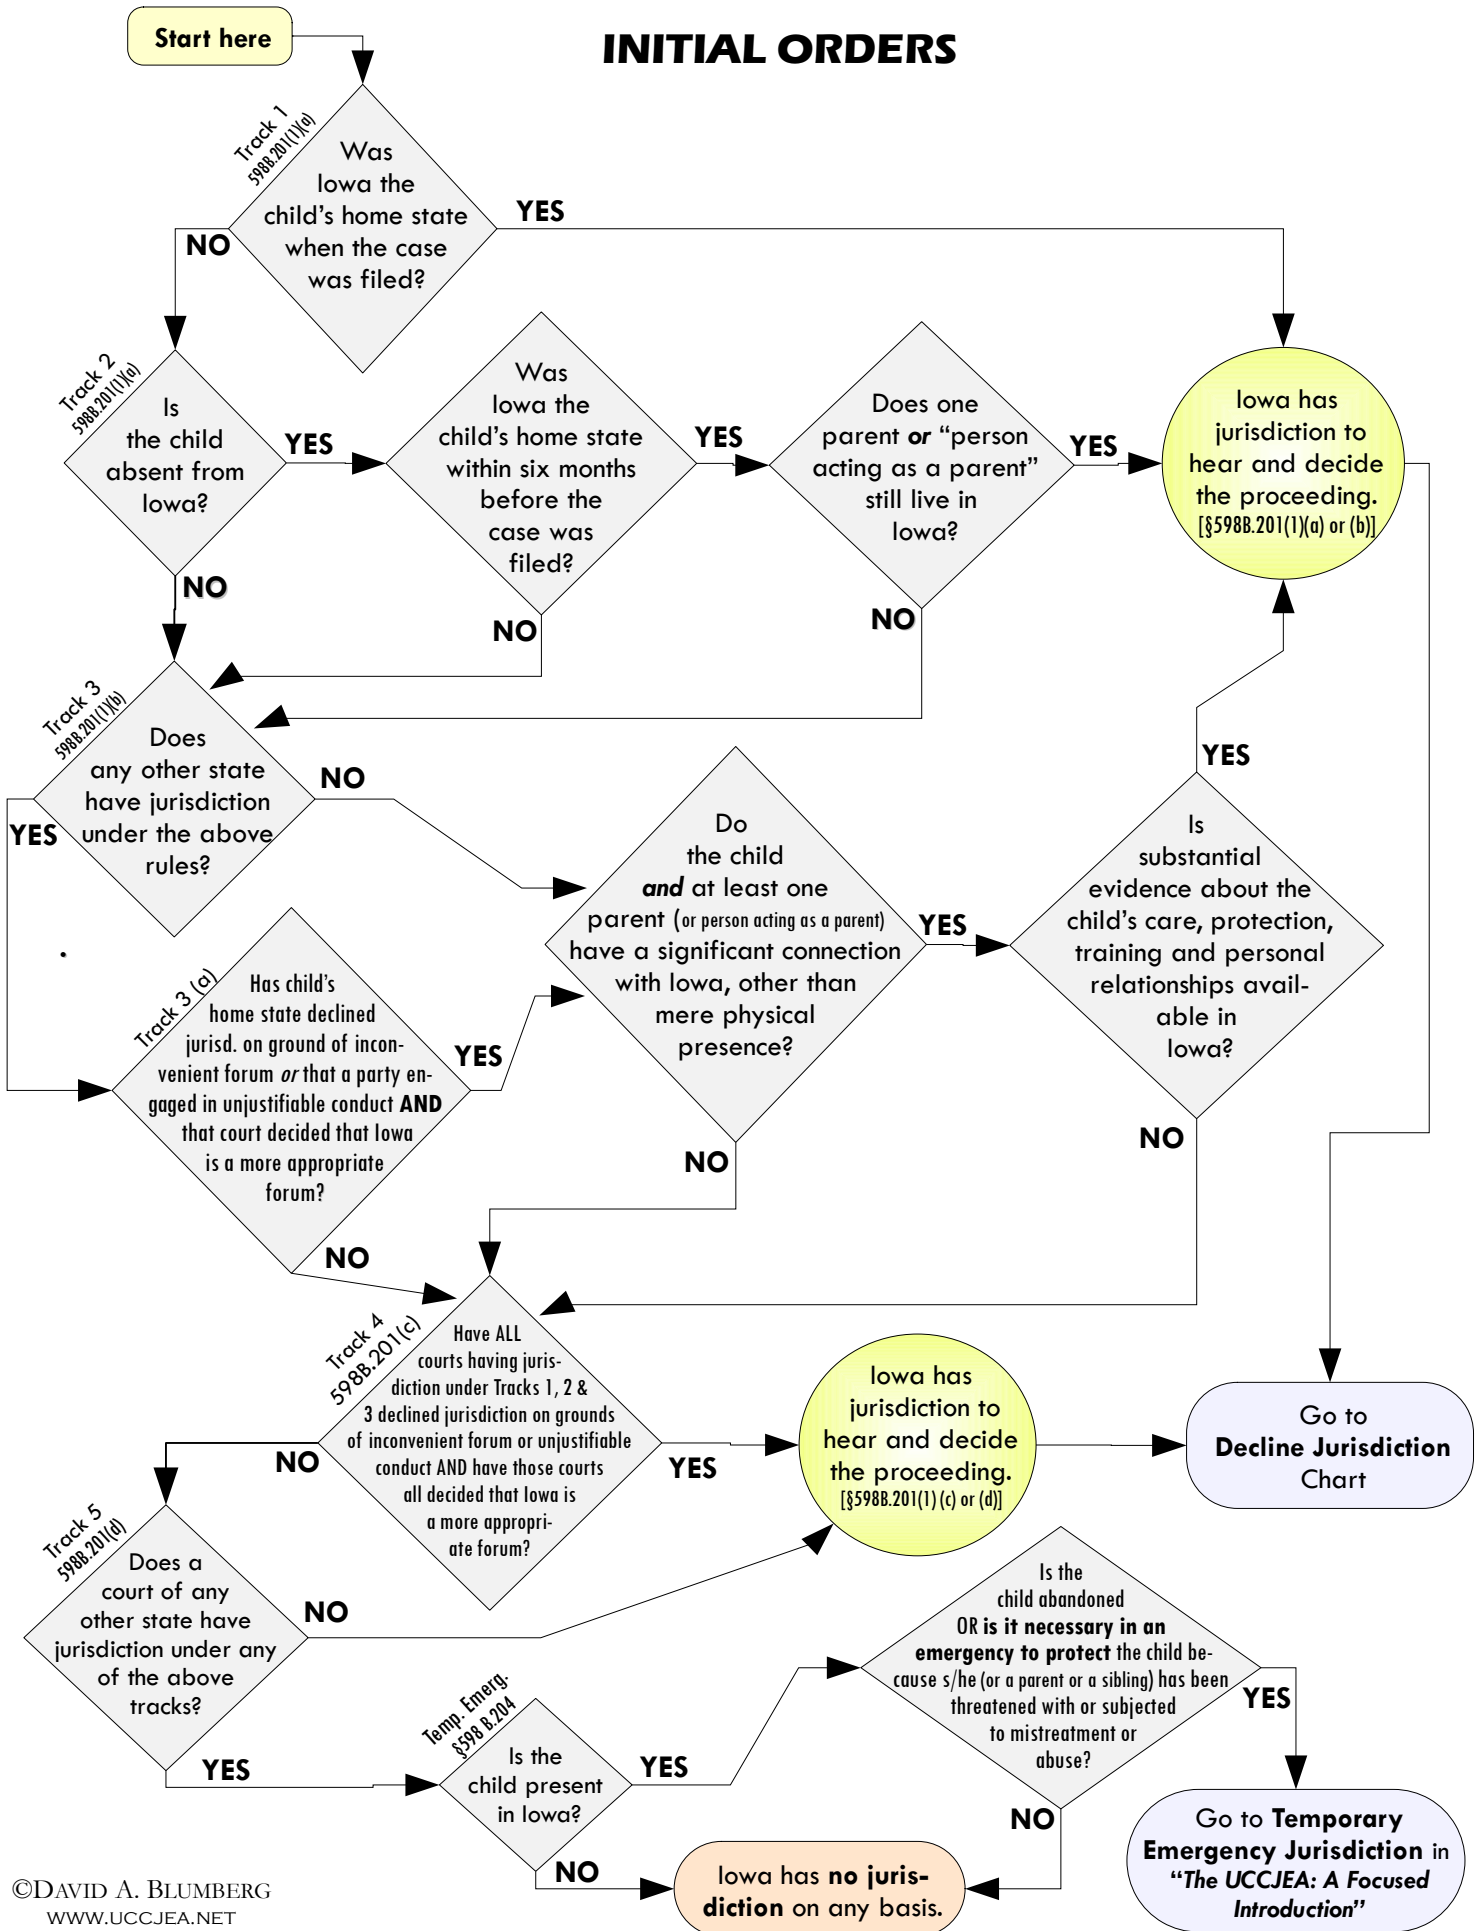 Start here
INITIAL ORDERS
Track 1
598B.201(1)(a)
Was
Iowa the
child's home state
when the case
was filed?
YES
NO
Track 2
598B.201(1)(a)
Is
the child
absent from
Iowa?
YES
Was
Iowa the
child's home state
within six months
before the
case was
filed?
YES
Does one
parent or “person
acting as a parent”
still live in
Iowa?
YES
Iowa has
jurisdiction to
hear and decide
the proceeding.
[§598B.201(1)(a) or (b)]
NO
NO
NO
Track 3
598B.201(1)(b)
Does
any other state
have jurisdiction
under the above
rules?
NO
YES
Do
the child
and at least one
parent (or person acting as a parent)
have a significant connection
with Iowa, other than
mere physical
presence?
YES
Is
substantial
evidence about the
child's care, protection,
training and personal
relationships avail-
able in
Iowa?
YES
Track 3 (a)
Has child's
home state declined
jurisd. on ground of incon-
venient forum or that a party en-
gaged in unjustifiable conduct AND
that court decided that Iowa
is a more appropriate
forum?
YES
NO
NO
NO
Track 4
598B.201(c)
Have ALL
courts having juris-
diction under Tracks 1, 2 &
3 declined jurisdiction on grounds
of inconvenient forum or unjustifiable
conduct AND have those courts
all decided that Iowa is
a more appropri-
ate forum?
NO
YES
Iowa has
jurisdiction to
hear and decide
the proceeding.
[§598B.201(1) (c) or (d)]
Go to
Decline Jurisdiction
Chart
Track 5
598B.201(d)
Does a
court of any
other state have
jurisdiction under any
of the above
tracks?
NO
YES
Temp. Emerg.
§598 B.204
Is the
child present
in Iowa?
YES
NO
Is the
child abandoned
OR is it necessary in an
emergency to protect the child be-
cause s/he (or a parent or a sibling) has been
threatened with or subjected
to mistreatment or
abuse?
YES
NO
Iowa has no juris-
diction on any basis.
Go to Temporary
Emergency Jurisdiction in
“The UCCJEA: A Focused
Introduction”
©DAVID A. BLUMBERG
WWW.UCCJEA.NET